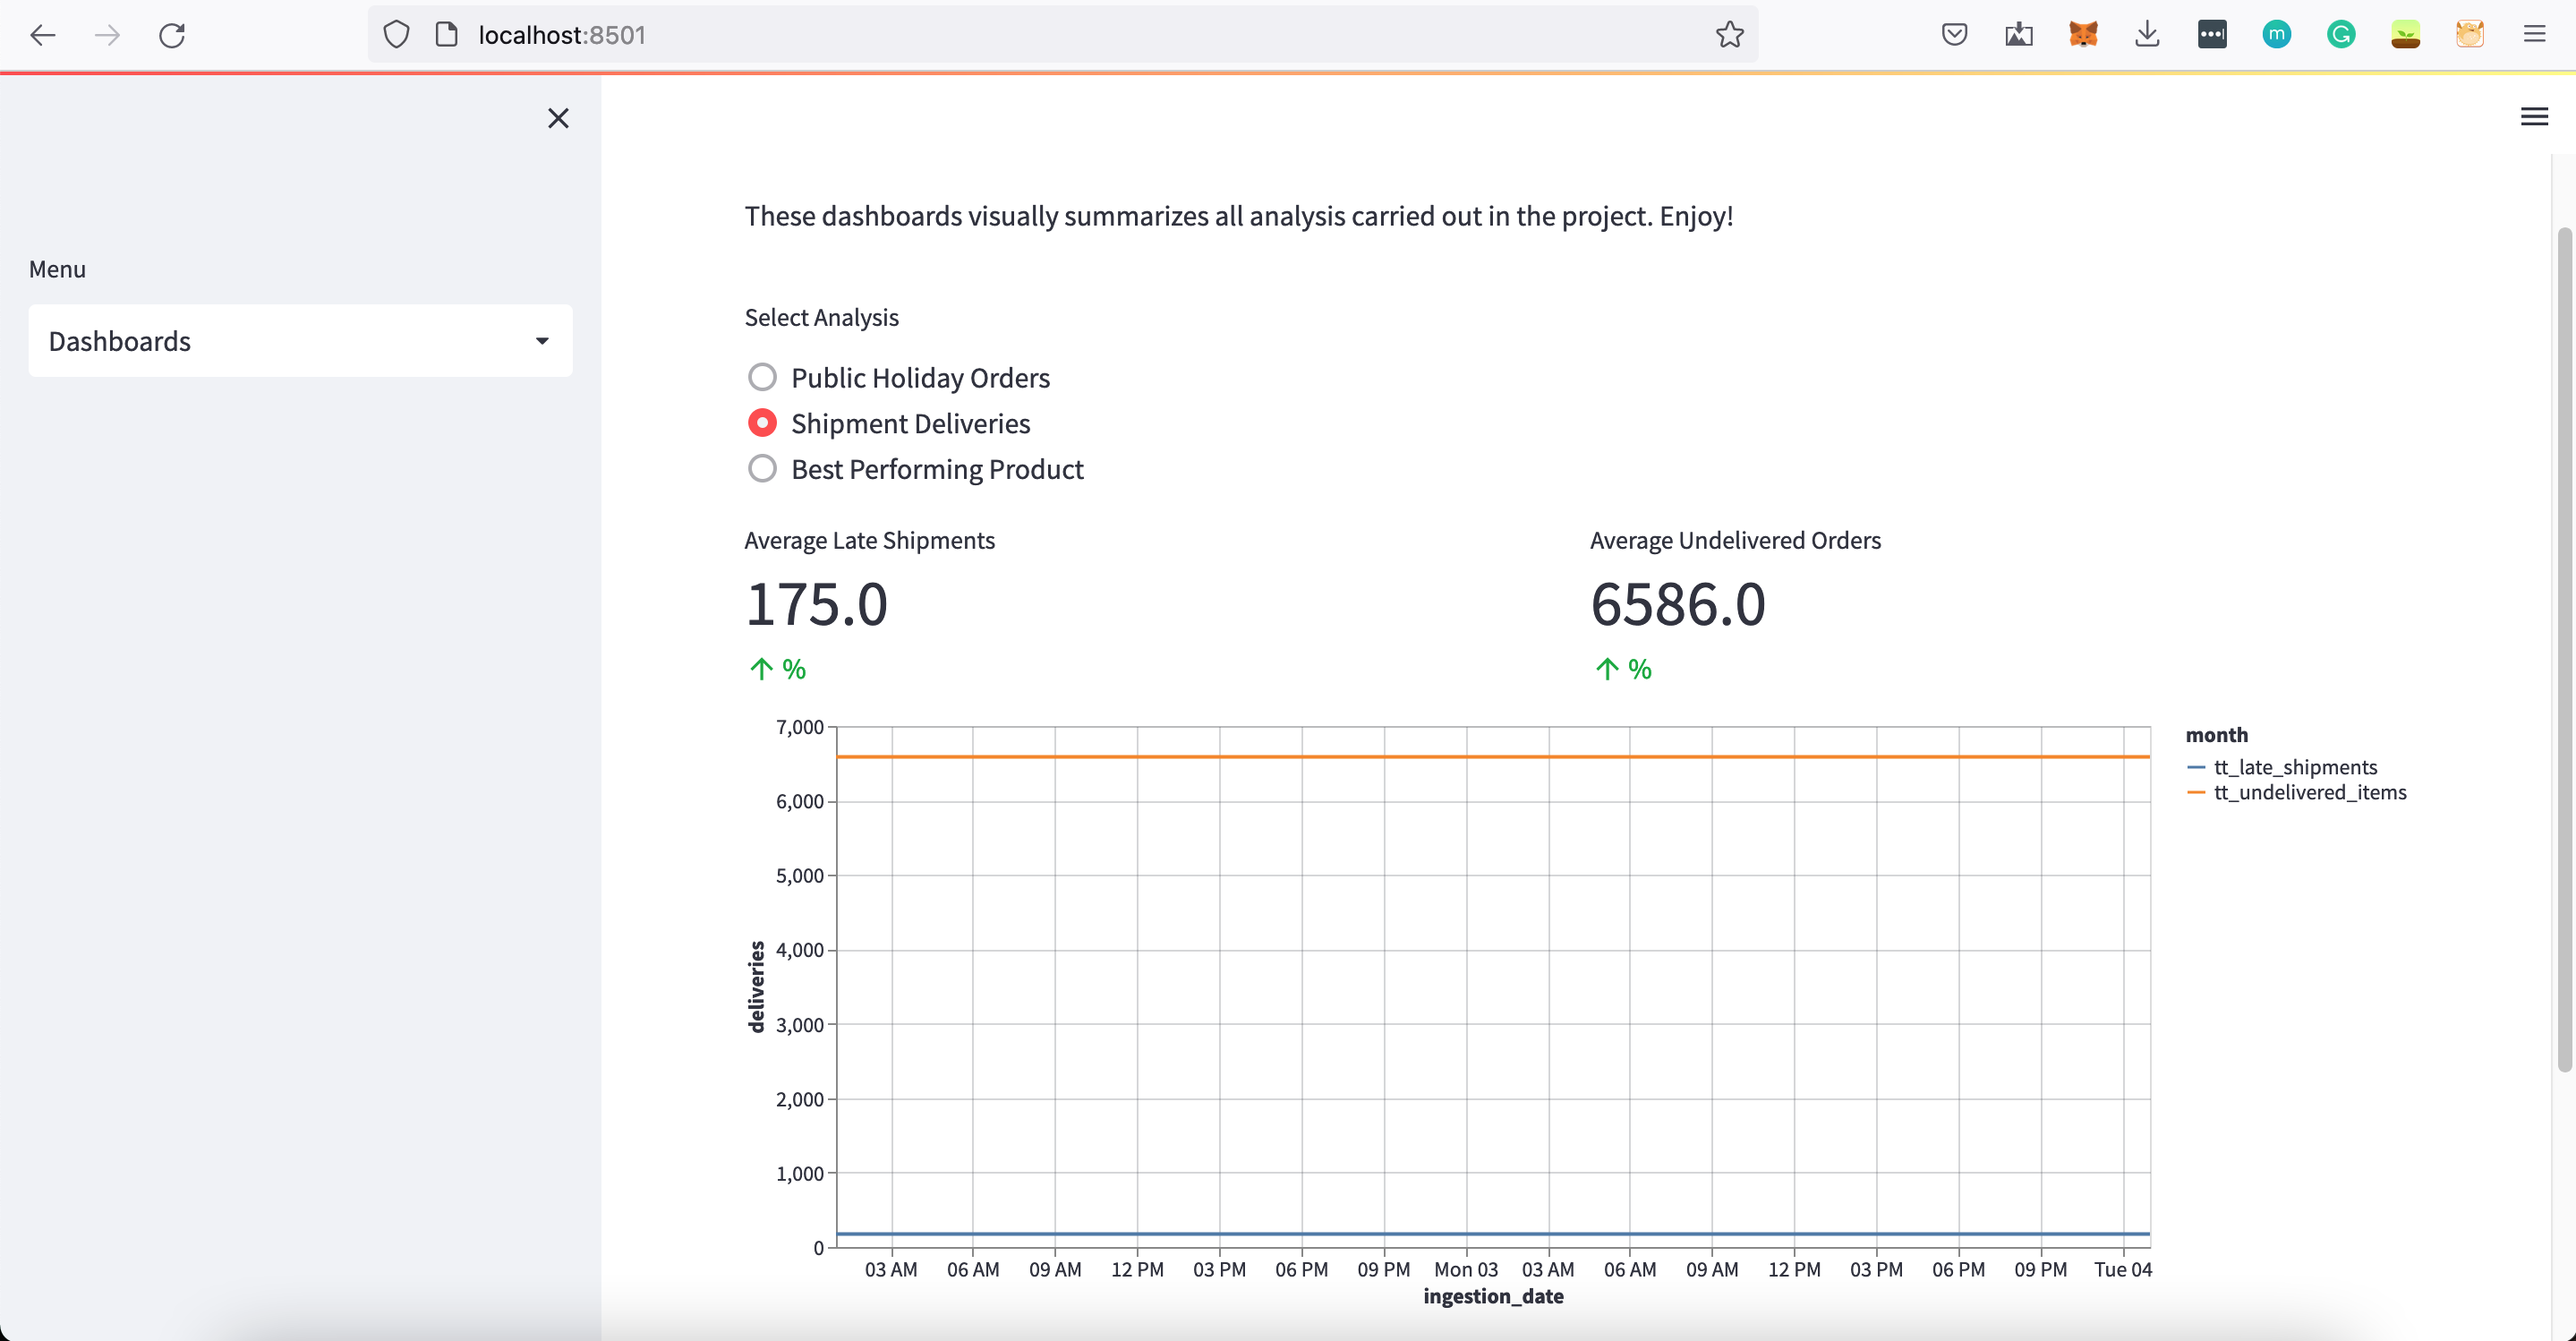 localhost:8501
Menu
Dashboards
These dashboards visually summarizes all analysis carried out in the project. Enjoy!
Select Analysis
Public Holiday Orders
Shipment Deliveries
Best Performing Product
Average Late Shipments
175.0
↑ %
Average Undelivered Orders
6586.0
↑ %
7,000
6,000
5,000
4,000
3,000
2,000
1,000
0
deliveries
03 AM 06 AM 09 AM 12 PM 03 PM 06 PM 09 PM Mon 03 03 AM 06 AM 09 AM 12 PM 03 PM 06 PM 09 PM Tue 04
ingestion_date
month
tt_late_shipments
tt_undelivered_items
m
G